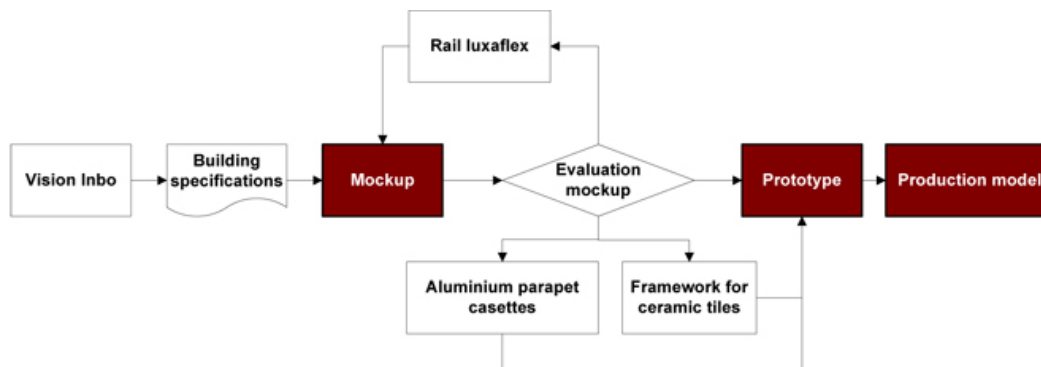 Rail luxaflex
Vision Inbo
Building
specifications
Mockup
Evaluation
mockup
Prototype
Production model
Aluminium parapet
casettes
Framework for
ceramic tiles